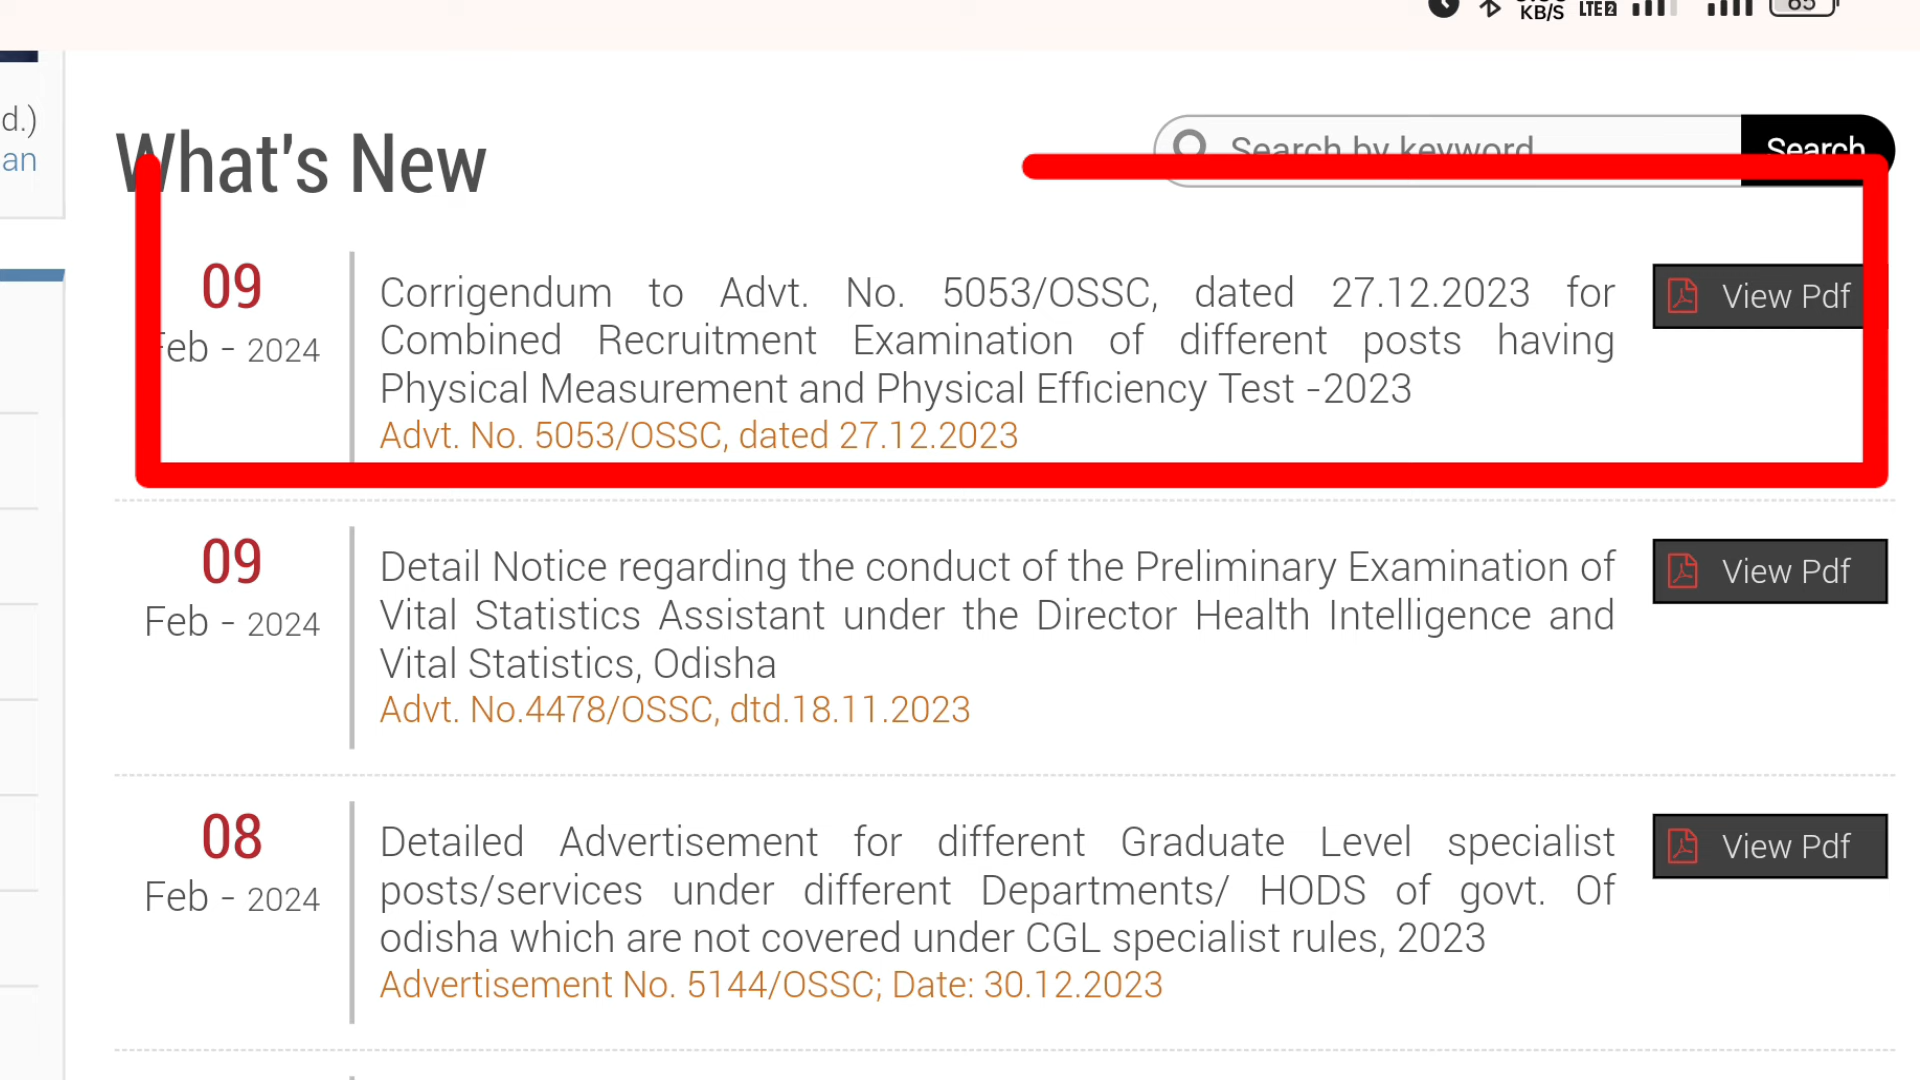 KB/S LTE2 65
d.)
an
What's New
Search by keyword Search
09
Feb - 2024
Corrigendum to Advt. No. 5053/OSSC, dated 27.12.2023 for
Combined Recruitment Examination of different posts having
Physical Measurement and Physical Efficiency Test -2023
Advt. No. 5053/OSSC, dated 27.12.2023
View Pdf
09
Feb - 2024
Detail Notice regarding the conduct of the Preliminary Examination of
Vital Statistics Assistant under the Director Health Intelligence and
Vital Statistics, Odisha
Advt. No.4478/OSSC, dtd.18.11.2023
View Pdf
08
Feb - 2024
Detailed Advertisement for different Graduate Level specialist
posts/services under different Departments/ HODS of govt. Of
odisha which are not covered under CGL specialist rules, 2023
Advertisement No. 5144/OSSC; Date: 30.12.2023
View Pdf